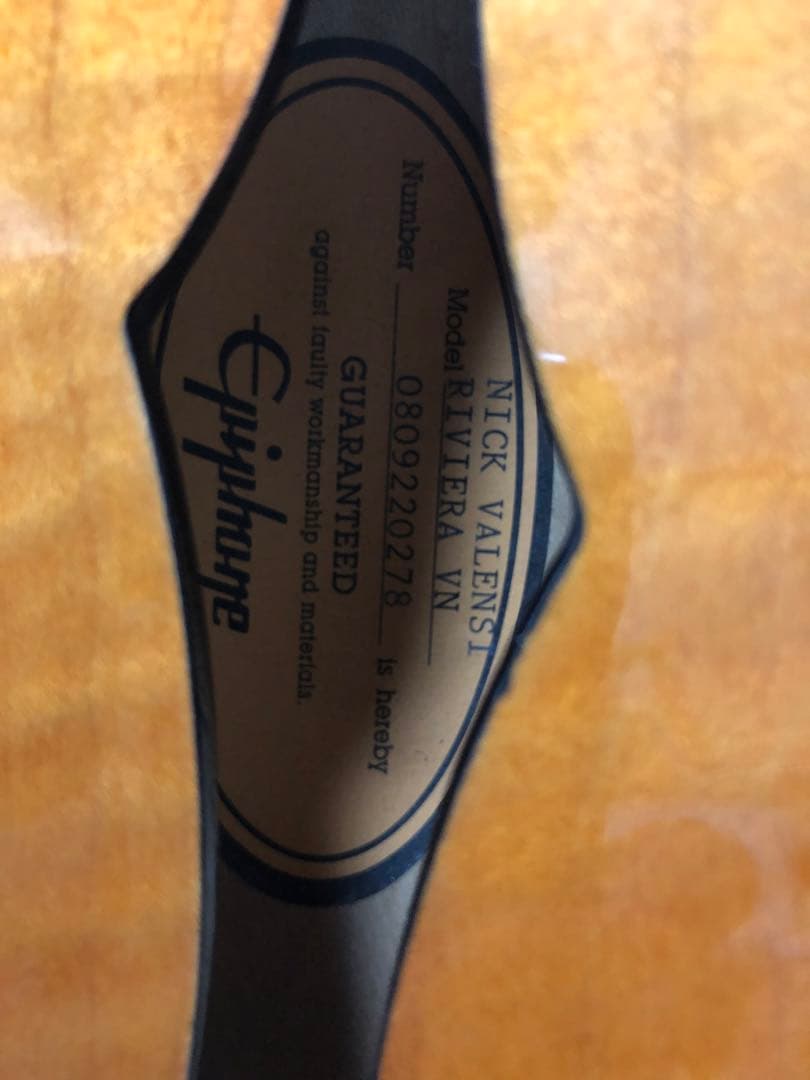 NICK VALENSI
Model RIVIERA VN
Number 0809220278 is hereby
GUARANTEED
against faulty workmanship and materials.
Epiphone